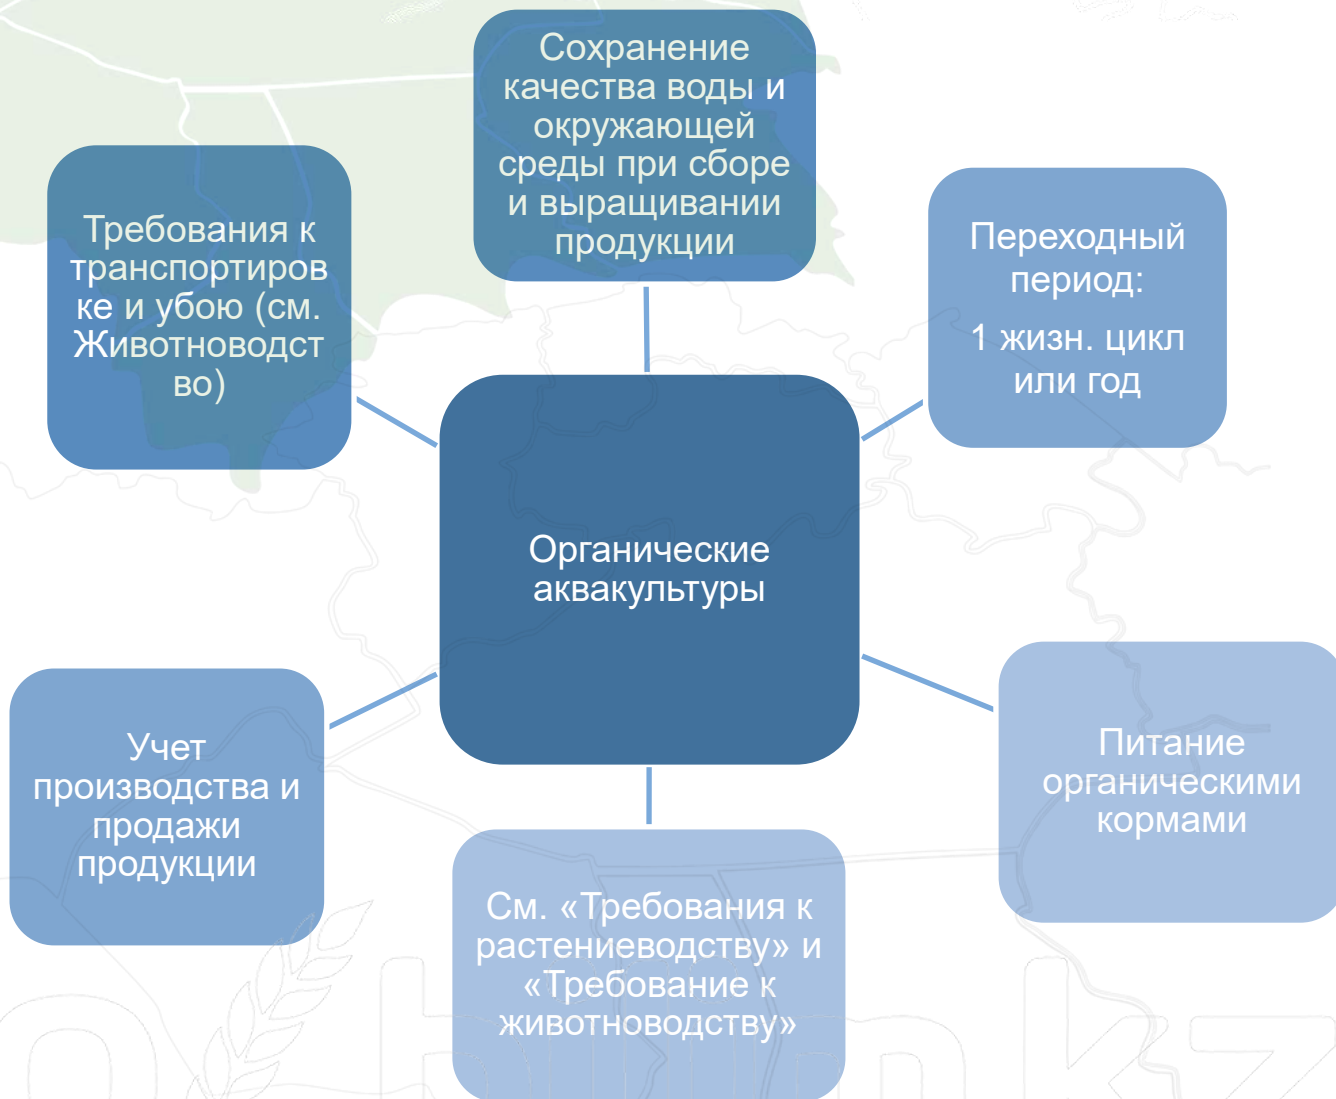 Сохранение
качества воды и
окружающей
среды при сборе
и выращивании
продукции
Требования к
транспортиров
ке и убою (см.
Животноводст
во)
Переходный
период:
1 жизн. цикл
или год
Органические
аквакультуры
Учет
производства и
продажи
продукции
Питание
органическими
кормами
См. «Требования к
растениеводству» и
«Требование к
животноводству»